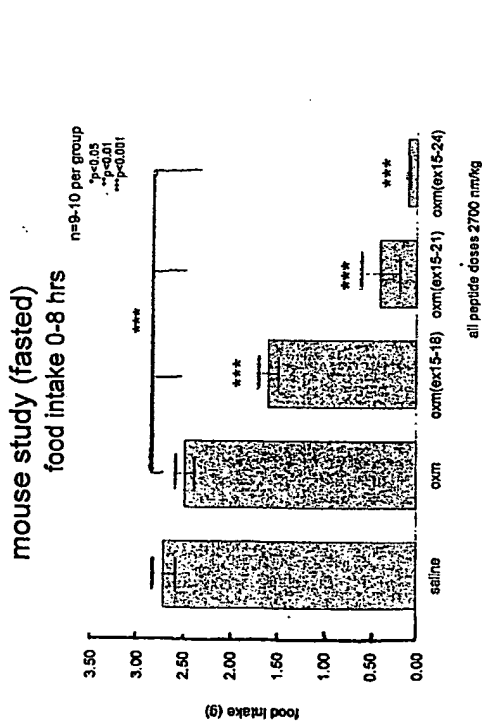 mouse study (fasted)
food intake 0-8 hrs
n=9-10 per group
*p<0.05
**p<0.01
***p<0.001
***
***
***
***
3.50
3.00
2.50
2.00
1.50
1.00
0.50
0.00
food intake (g)
saline
oxm
oxm(ex15-18)
oxm(ex15-21)
oxm(ex15-24)
all peptide doses 2700 nm/kg